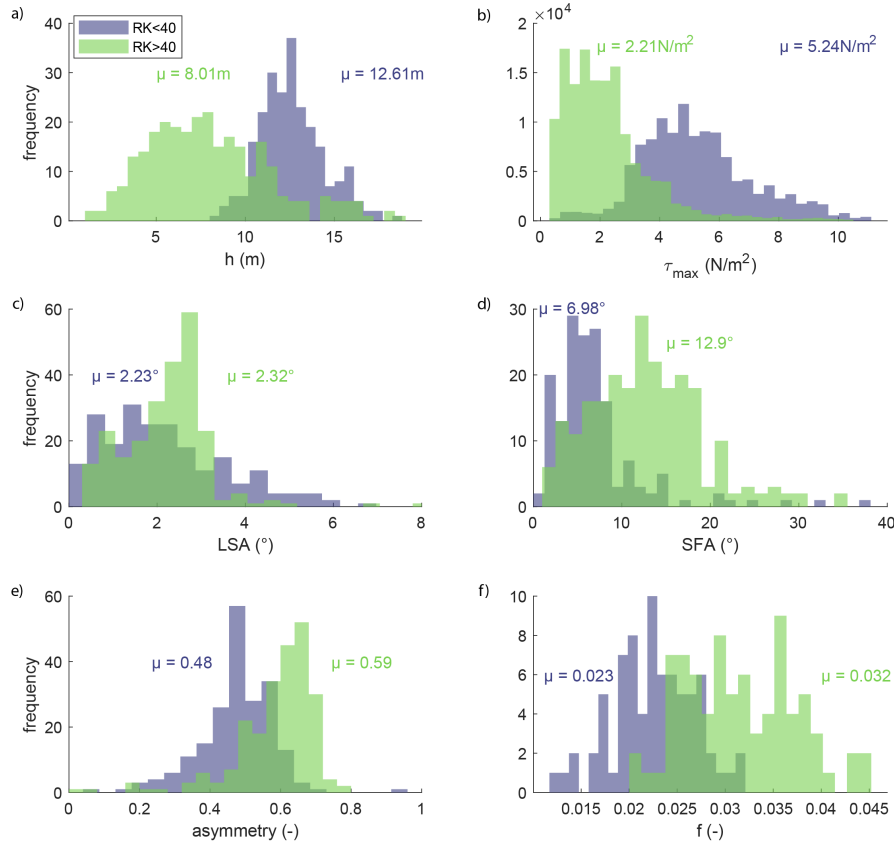 a)
RK<40
RK>40
μ = 8.01m
μ = 12.61m
frequency
40
30
20
10
0
5
10
15
h (m)
b)
×10⁴
2
1.5
1
0.5
0
μ = 2.21N/m²
μ = 5.24N/m²
0
2
4
6
8
10
τmax (N/m²)
c)
frequency
60
40
20
0
μ = 2.23°
μ = 2.32°
0
2
4
6
8
LSA (°)
d)
30
20
10
0
μ = 6.98°
μ = 12.9°
0
10
20
30
40
SFA (°)
e)
frequency
60
40
20
0
μ = 0.48
μ = 0.59
0
0.2
0.4
0.6
0.8
1
asymmetry (-)
f)
10
8
6
4
2
0
μ = 0.023
μ = 0.032
0.015
0.02
0.025
0.03
0.035
0.04
0.045
f (-)